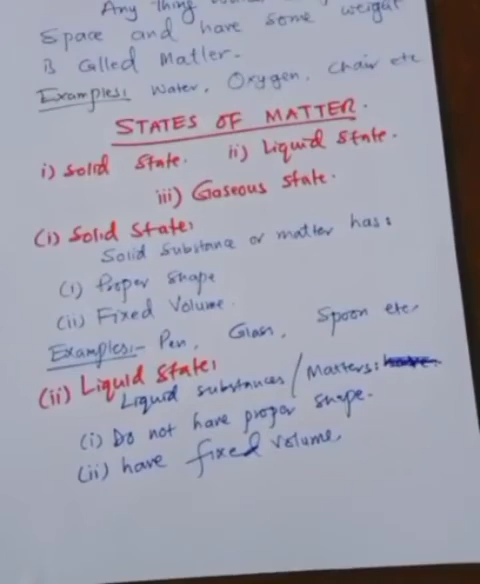 Any thing
Space and have some weight
is Called Matter.
Examples: Water, Oxygen, Chair etc
STATES OF MATTER.
i) Solid State. ii) Liquid State.
iii) Gaseous State.
(i) Solid State:
Solid Substance or matter has:
(i) Proper Shape
(ii) Fixed Volume.
Examples:- Pen, Glass, Spoon etc.
(ii) Liquid State:
Liquid substances / Matters:
(i) Do not have proper shape.
(ii) have fixed volume.